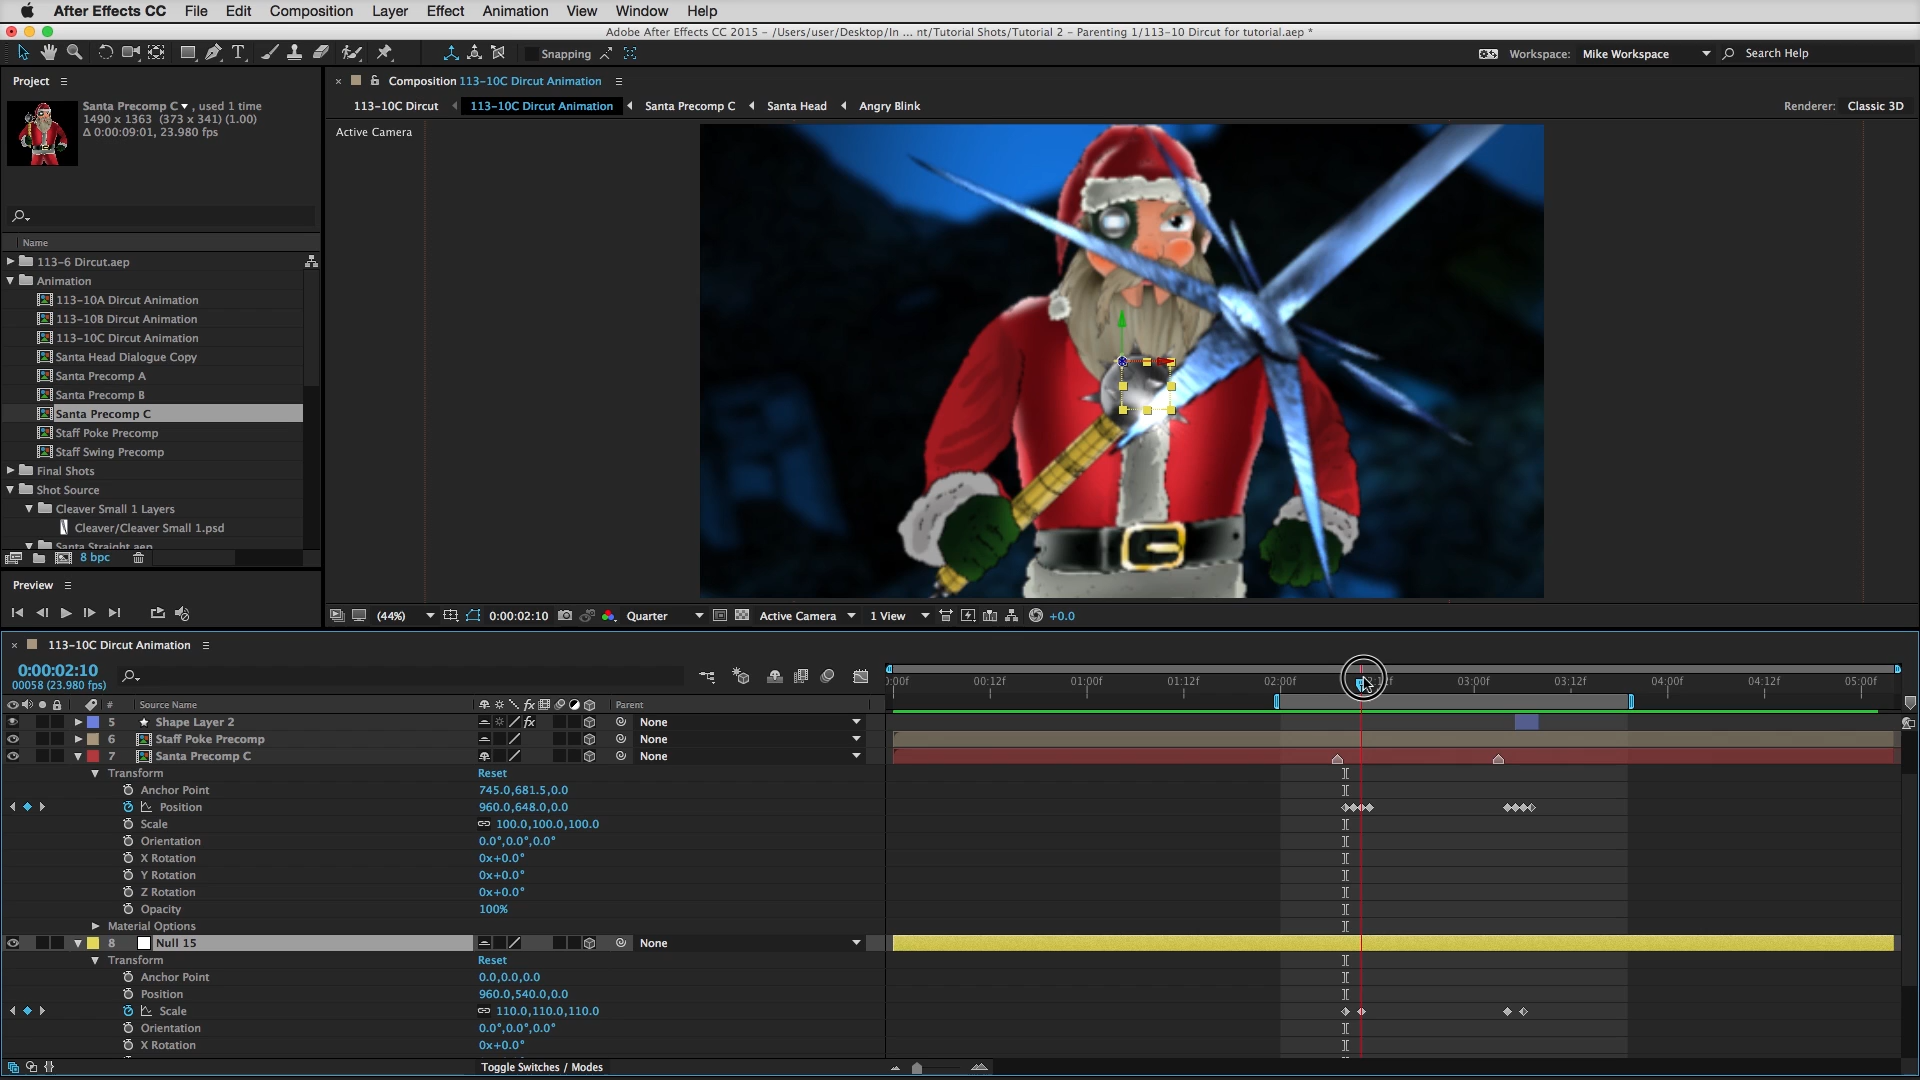 After Effects CC File Edit Composition Layer Effect Animation View Window Help
Adobe After Effects CC 2015 - /Users/user/Desktop/In ... nt/Tutorial Shots/Tutorial 2 - Parenting 1/113-10 Dircut for tutorial.aep *
Snapping
Workspace: Mike Workspace
Search Help
Project
Santa Precomp C , used 1 time
1490 x 1363 (373 x 341) (1.00)
Δ 0:00:09:01, 23.980 fps
Name
113-6 Dircut.aep
Animation
113-10A Dircut Animation
113-10B Dircut Animation
113-10C Dircut Animation
Santa Head Dialogue Copy
Santa Precomp A
Santa Precomp B
Santa Precomp C
Staff Poke Precomp
Staff Swing Precomp
Final Shots
Shot Source
Cleaver Small 1 Layers
Cleaver/Cleaver Small 1.psd
Santa Straight.aep
8 bpc
Preview
Composition 113-10C Dircut Animation
113-10C Dircut 113-10C Dircut Animation Santa Precomp C Santa Head Angry Blink
Renderer: Classic 3D
Active Camera
(44%) 0:00:02:10 Quarter Active Camera 1 View +0.0
113-10C Dircut Animation
0:00:02:10
00058 (23.980 fps)
:00f 00:12f 01:00f 01:12f 02:00f 2:12f 03:00f 03:12f 04:00f 04:12f 05:00f
# Source Name fx Parent
5 Shape Layer 2 fx None
6 Staff Poke Precomp None
7 Santa Precomp C None
Transform Reset
Anchor Point 745.0,681.5,0.0
Position 960.0,648.0,0.0
Scale 100.0,100.0,100.0
Orientation 0.0°,0.0°,0.0°
X Rotation 0x+0.0°
Y Rotation 0x+0.0°
Z Rotation 0x+0.0°
Opacity 100%
Material Options
8 Null 15 None
Transform Reset
Anchor Point 0.0,0.0,0.0
Position 960.0,540.0,0.0
Scale 110.0,110.0,110.0
Orientation 0.0°,0.0°,0.0°
X Rotation 0x+0.0°
Toggle Switches / Modes